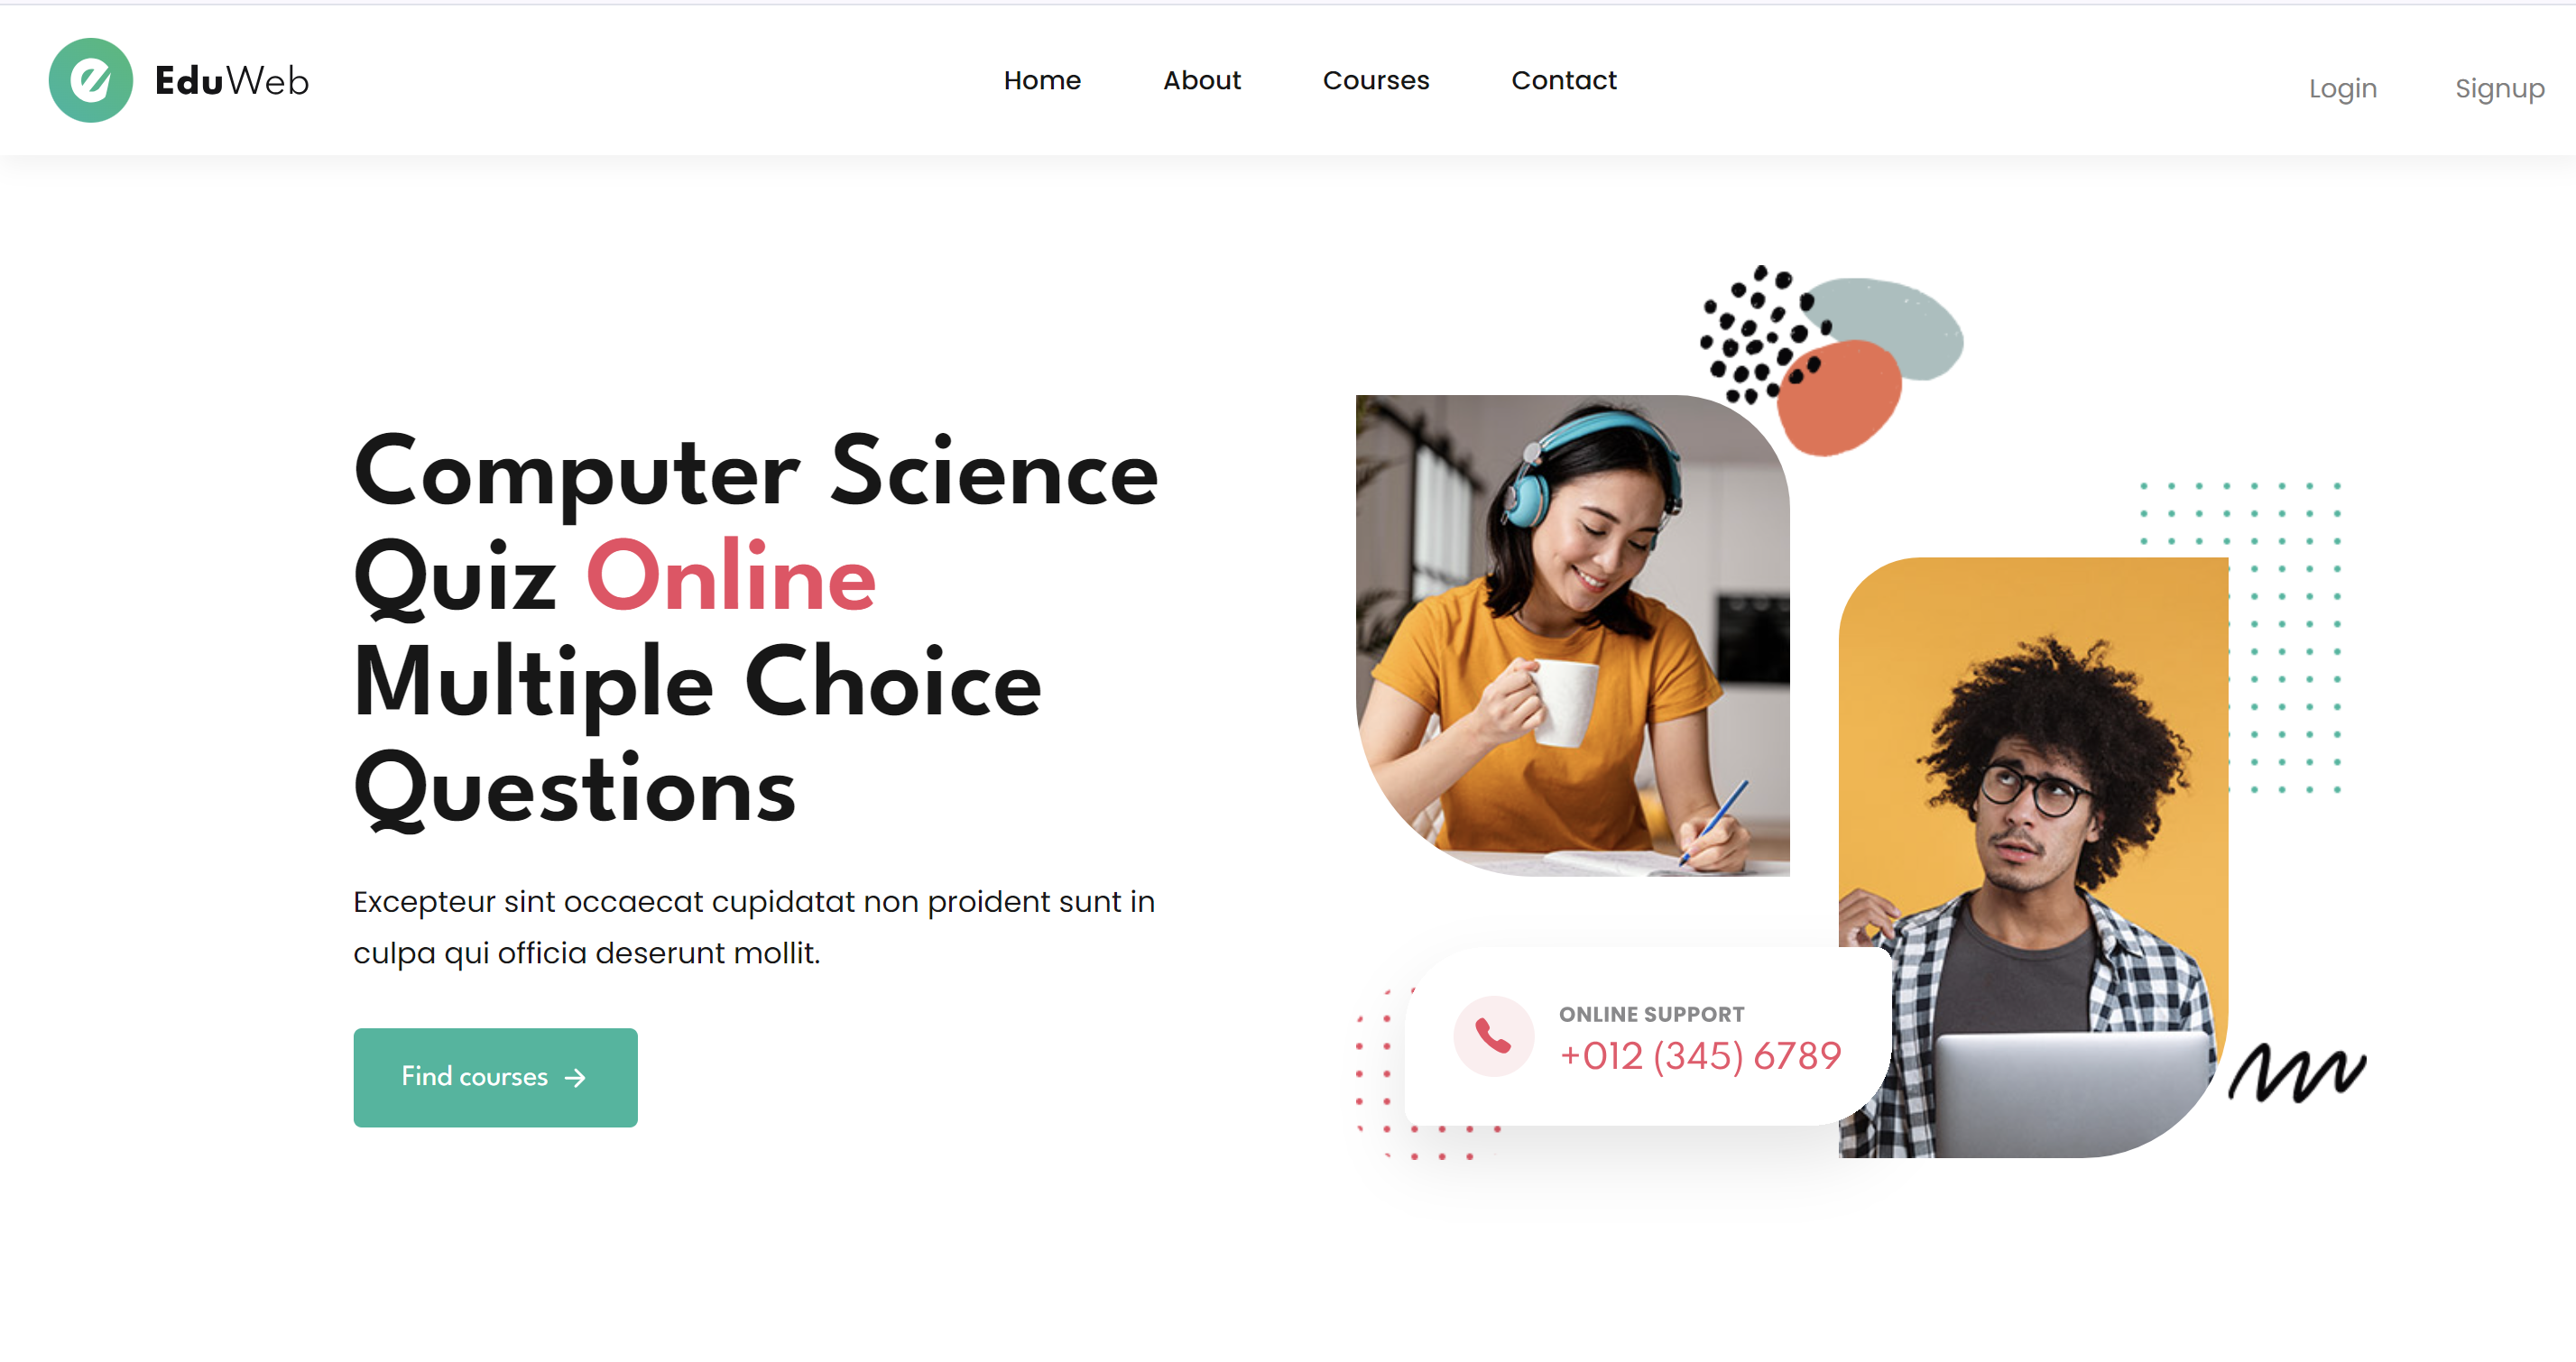 EduWeb
Home About Courses Contact
Login Signup
Computer Science
Quiz Online
Multiple Choice
Questions
Excepteur sint occaecat cupidatat non proident sunt in
culpa qui officia deserunt mollit.
Find courses →
ONLINE SUPPORT
+012 (345) 6789